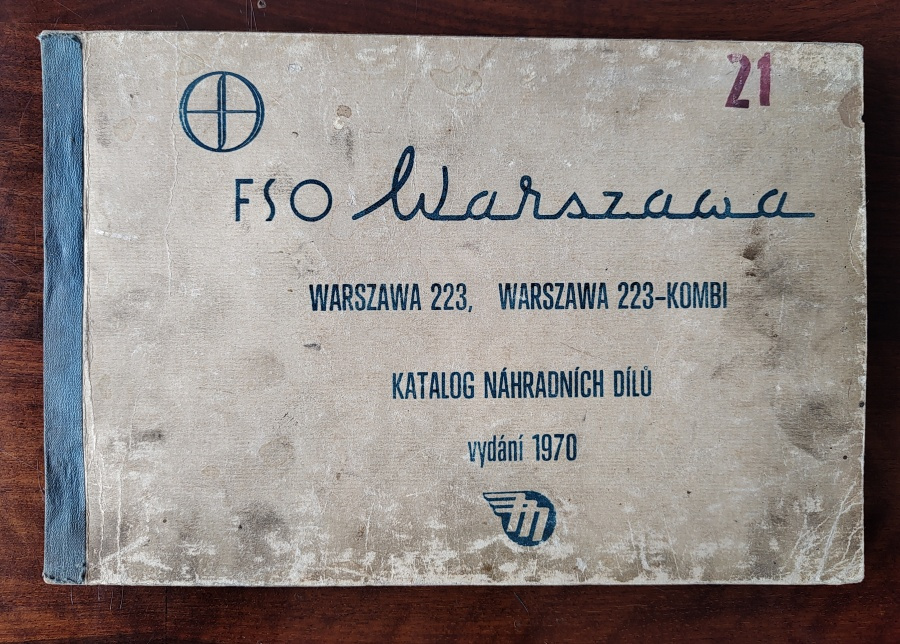 21
FSO Warszawa
WARSZAWA 223, WARSZAWA 223-KOMBI
KATALOG NÁHRADNÍCH DÍLŮ
vydání 1970
m